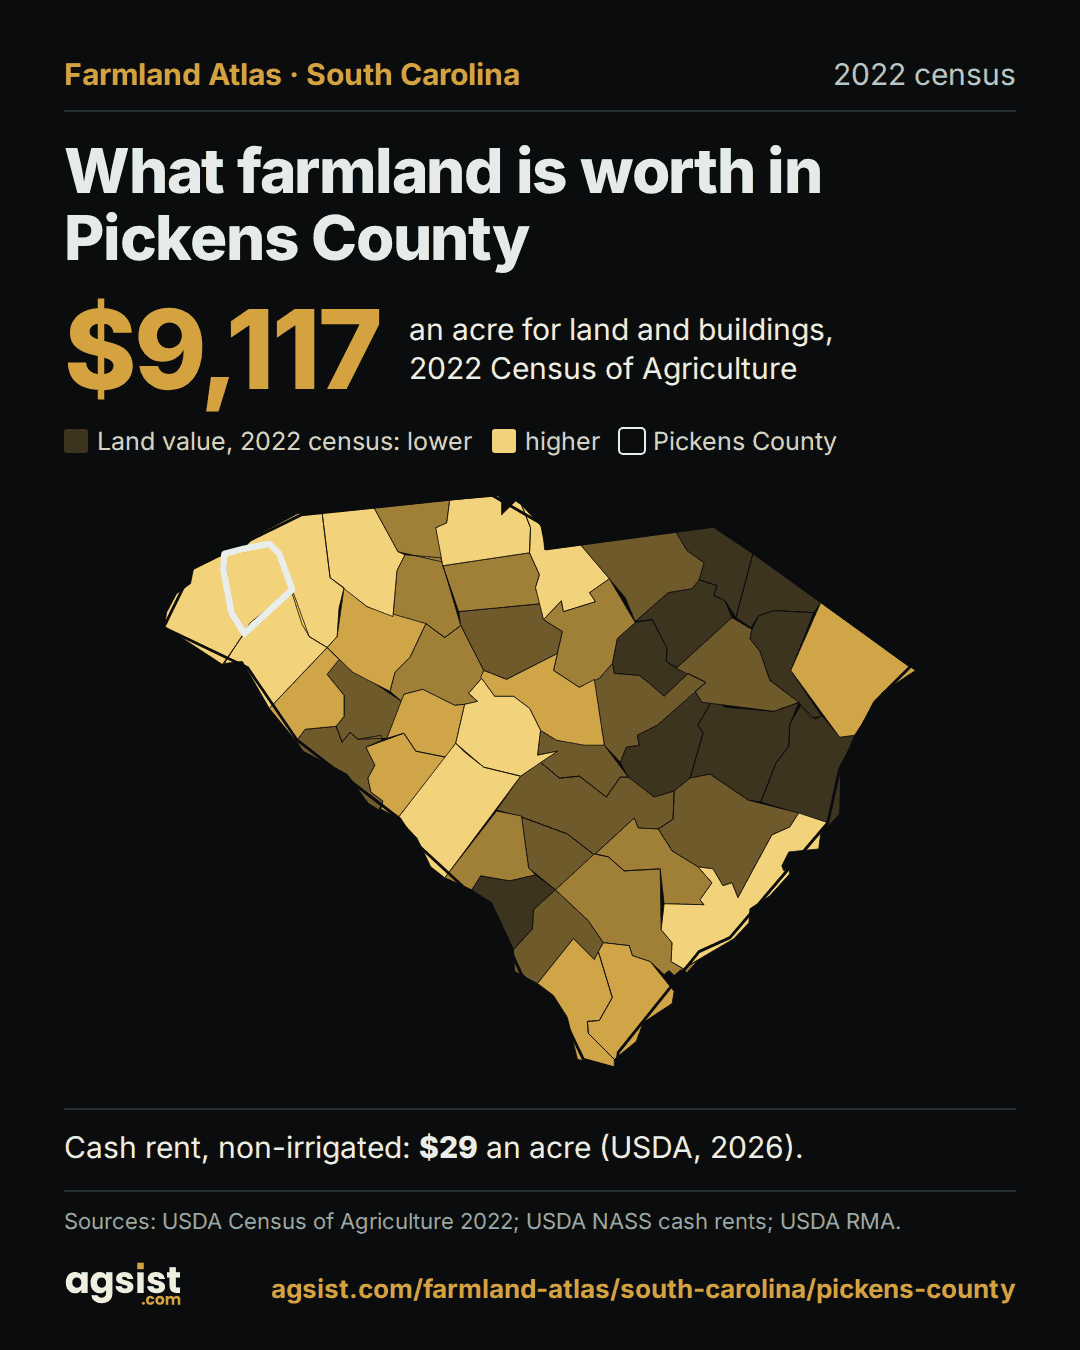 Farmland Atlas · South Carolina
2022 census
What farmland is worth in
Pickens County
$9,117
an acre for land and buildings,
2022 Census of Agriculture
Land value, 2022 census: lower
higher
Pickens County
Cash rent, non-irrigated: $29 an acre (USDA, 2026).
Sources: USDA Census of Agriculture 2022; USDA NASS cash rents; USDA RMA.
agsist
.com
agsist.com/farmland-atlas/south-carolina/pickens-county